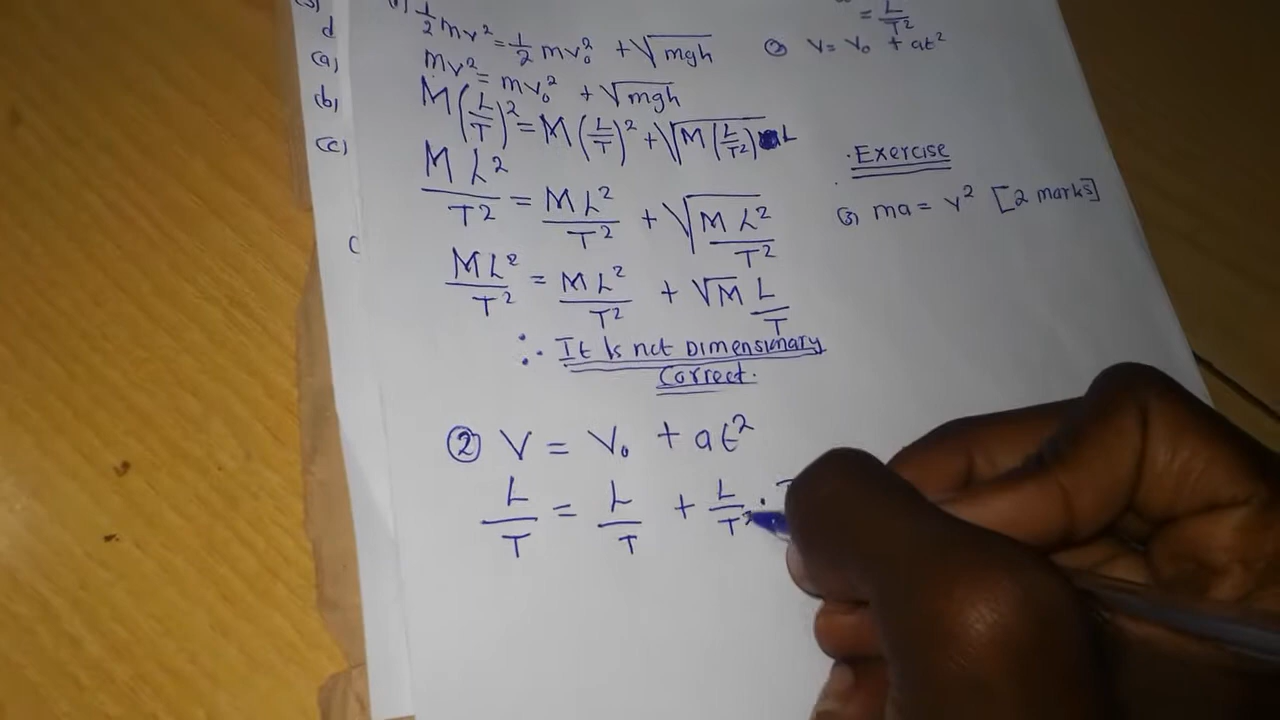 d
(a)
(b)
(c)
c
½mv² = ½mv₀² + √mgh
mv² = mv₀² + √mgh
M(L/T)² = M(L/T)² + √M(L/T²)L
ML²/T² = ML²/T² + √ML²/T²
ML²/T² = ML²/T² + √M L/T
∴ It Is not Dimensionary
Correct.
② V = V₀ + at²
L/T = L/T + L/T² ·
= L/T²
② V = V₀ + at²
Exercise
(3) ma = v² [2 marks]